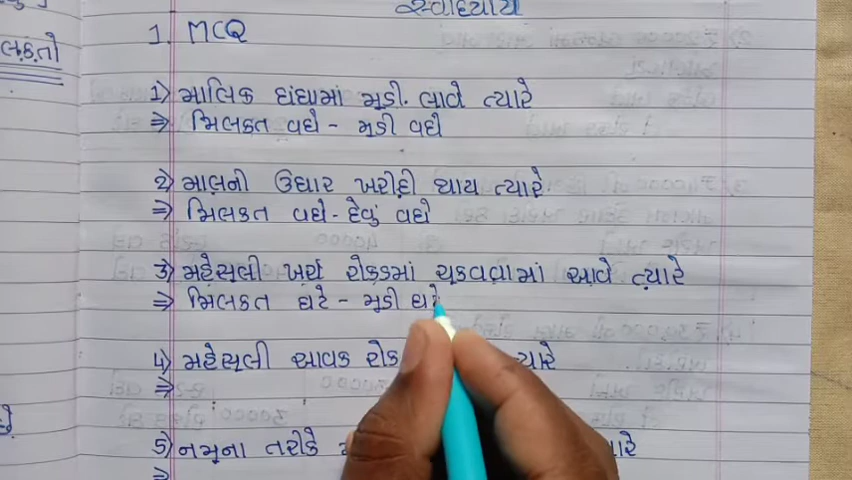 સ્વાધ્યાય
1. MCQ
લકતો
1) માલિક ધંધામાં મૂડી. લાવે ત્યારે
⇒ મિલકત વધે - મૂડી વધે
2) માલની ઉધાર ખરીદી થાય ત્યારે
⇒ મિલકત વધે - દેવું વધે
3) મહેસૂલી ખર્ચ રોકડમાં ચૂકવવામાં આવે ત્યારે
⇒ મિલકત ઘટે - મૂડી ઘટે
4) મહેસૂલી આવક
⇒
5) નમૂના તરીકે
⇒